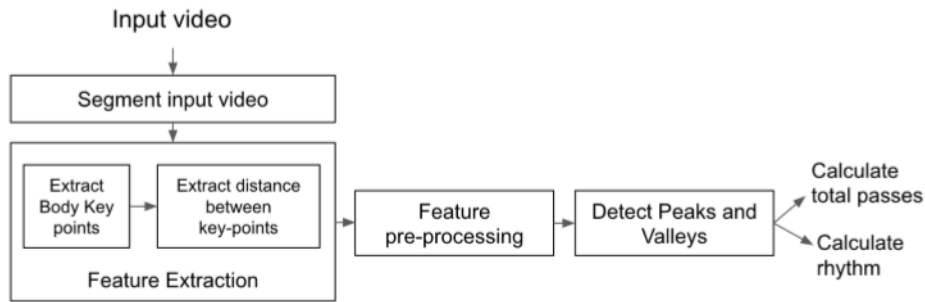 Input video
Segment input video
Extract
Body Key
points
Extract distance
between
key-points
Feature Extraction
Feature
pre-processing
Detect Peaks and
Valleys
Calculate
total passes
Calculate
rhythm